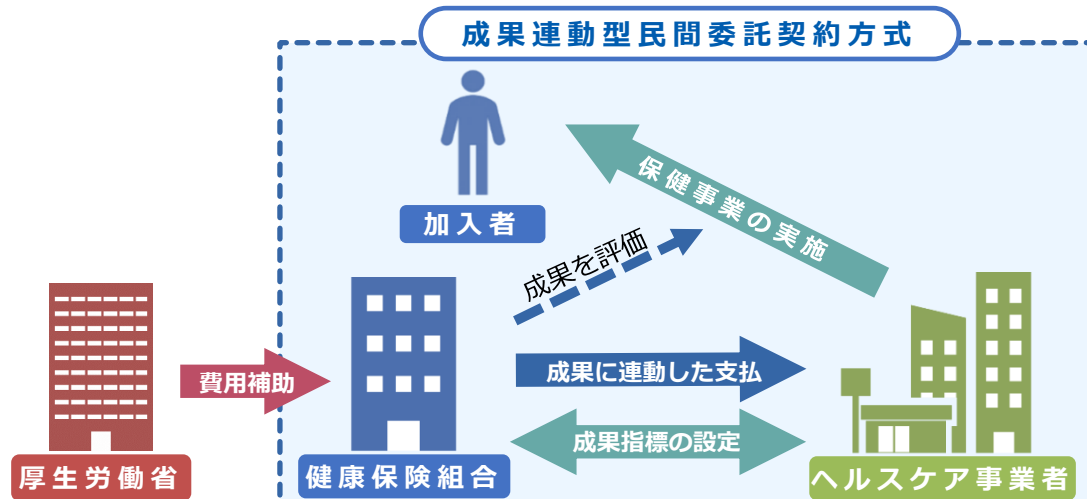 成果連動型民間委託契約方式
加入者
保健事業の実施
成果を評価
費用補助
成果に連動した支払
成果指標の設定
厚生労働省
健康保険組合
ヘルスケア事業者